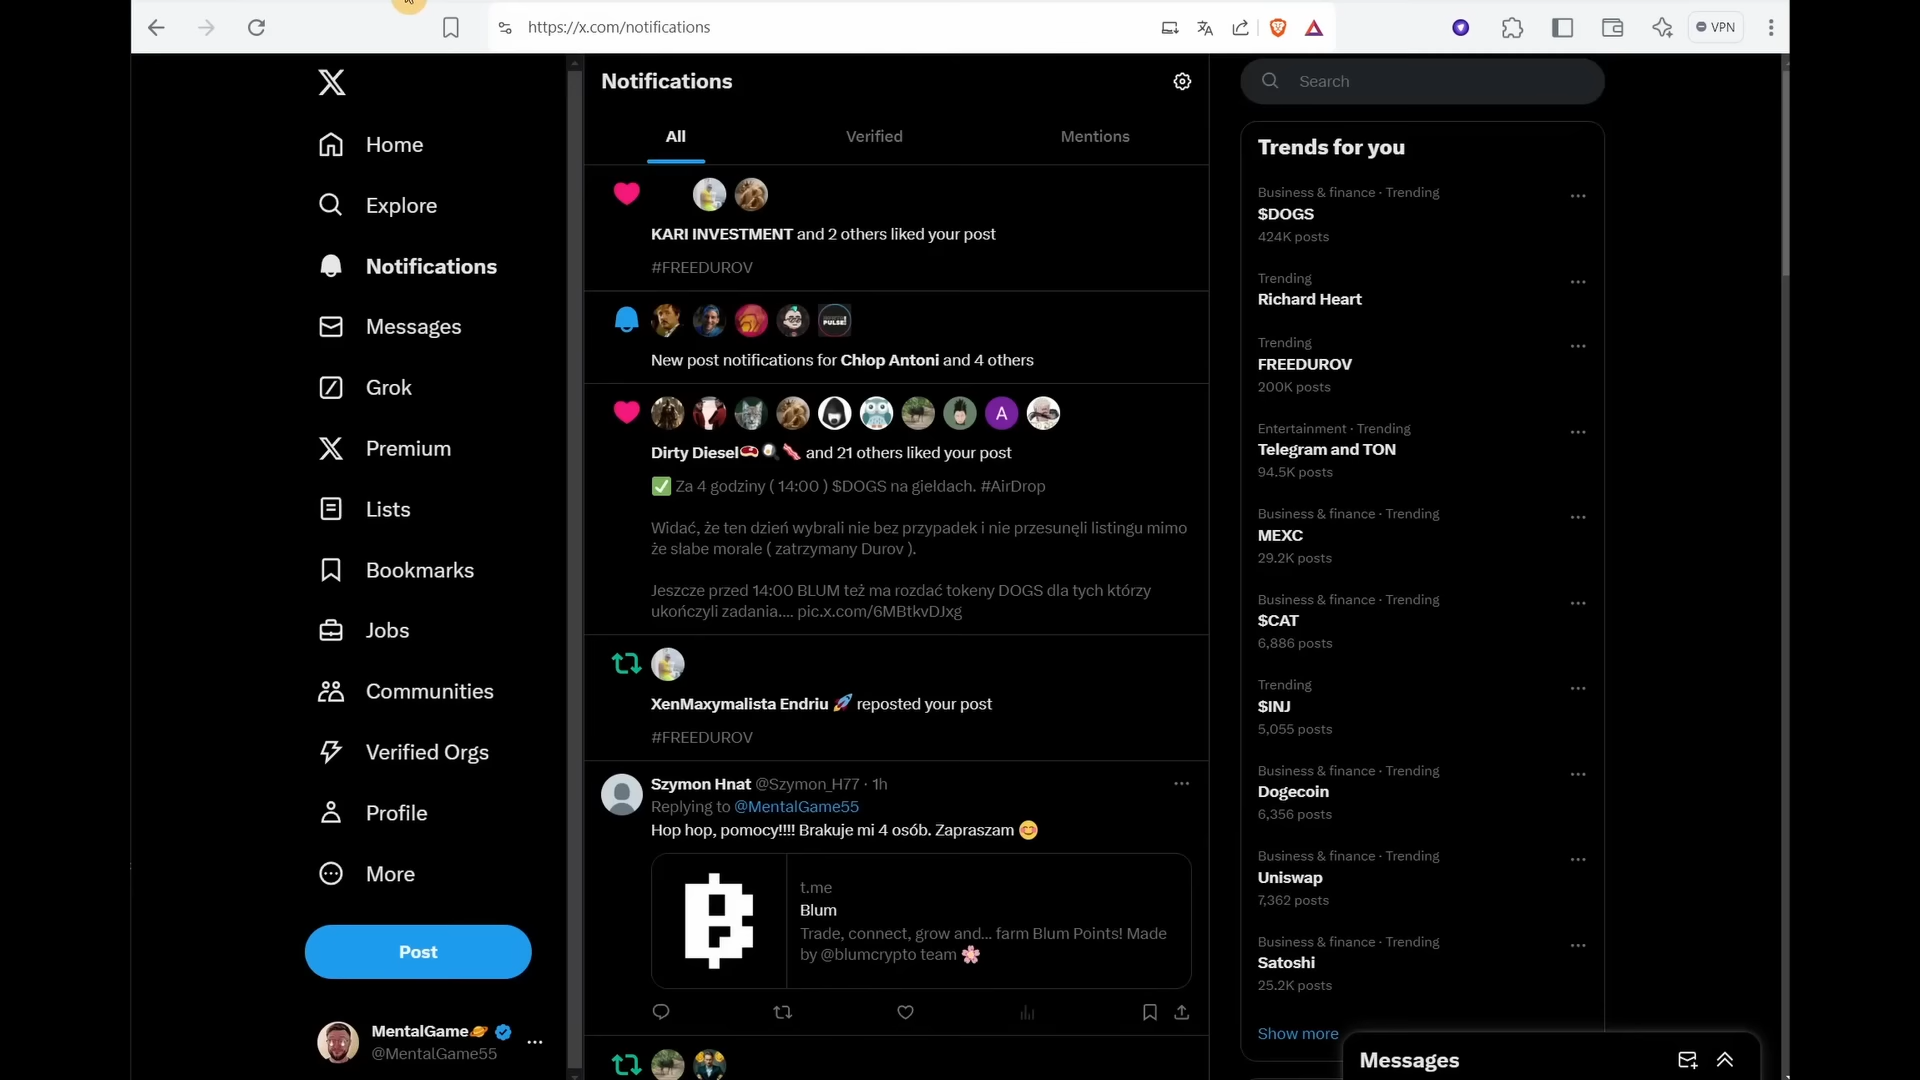 https://x.com/notifications
VPN
Home
Explore
Notifications
Messages
Grok
Premium
Lists
Bookmarks
Jobs
Communities
Verified Orgs
Profile
More
Post
MentalGame🪐
@MentalGame55
Notifications
All
Verified
Mentions
KARI INVESTMENT and 2 others liked your post
#FREEDUROV
PULSE!
New post notifications for Chlop Antoni and 4 others
A
Dirty Diesel🥩🍳🥓 and 21 others liked your post
✅ Za 4 godziny ( 14:00 ) $DOGS na giełdach. #AirDrop
Widać, że ten dzień wybrali nie bez przypadek i nie przesunęli listingu mimo
że slabe morale ( zatrzymany Durov ).
Jeszcze przed 14:00 BLUM też ma rozdać tokeny DOGS dla tych którzy
ukończyli zadania.... pic.x.com/6MBtkvDJxg
XenMaxymalista Endriu 🚀 reposted your post
#FREEDUROV
Szymon Hnat @Szymon_H77 · 1h
Replying to @MentalGame55
Hop hop, pomocy!!!! Brakuje mi 4 osób. Zapraszam 😊
t.me
Blum
Trade, connect, grow and... farm Blum Points! Made
by @blumcrypto team 🌸
Search
Trends for you
Business & finance · Trending
$DOGS
424K posts
Trending
Richard Heart
Trending
FREEDUROV
200K posts
Entertainment · Trending
Telegram and TON
94.5K posts
Business & finance · Trending
MEXC
29.2K posts
Business & finance · Trending
$CAT
6,886 posts
Trending
$INJ
5,055 posts
Business & finance · Trending
Dogecoin
6,356 posts
Business & finance · Trending
Uniswap
7,362 posts
Business & finance · Trending
Satoshi
25.2K posts
Show more
Messages